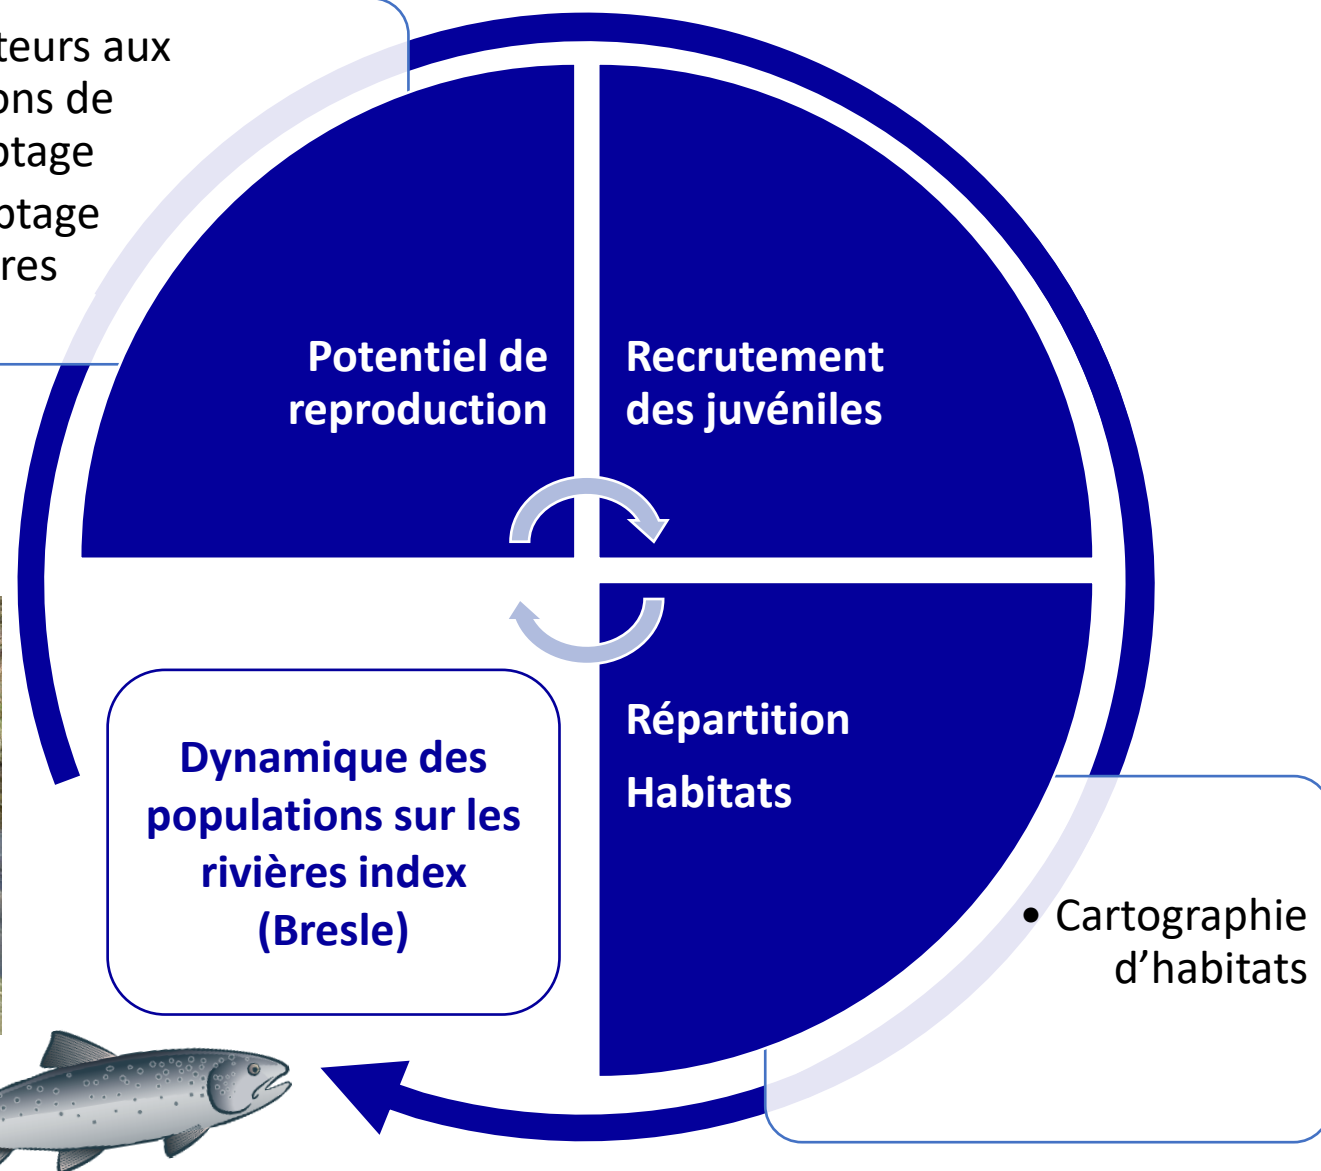 teurs aux
ons de
ptage
ptage
res
Potentiel de
reproduction
Recrutement
des juvéniles
Répartition
Habitats
Dynamique des
populations sur les
rivières index
(Bresle)
• Cartographie
d'habitats